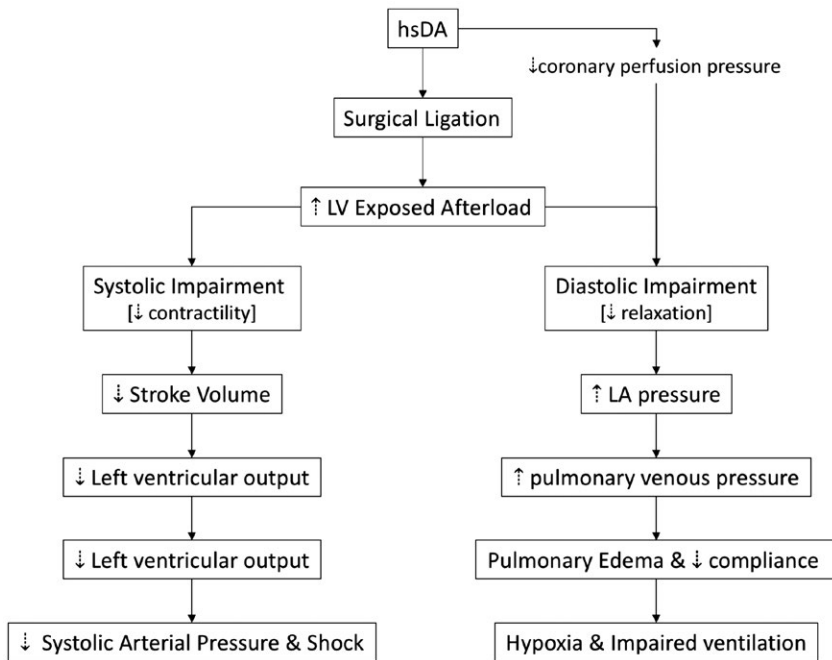 hsDA
⇣coronary perfusion pressure
Surgical Ligation
⇡ LV Exposed Afterload
Systolic Impairment
[⇣ contractility]
Diastolic Impairment
[⇣ relaxation]
⇣ Stroke Volume
⇡ LA pressure
⇣ Left ventricular output
⇡ pulmonary venous pressure
⇣ Left ventricular output
Pulmonary Edema & ⇣ compliance
⇣ Systolic Arterial Pressure & Shock
Hypoxia & Impaired ventilation